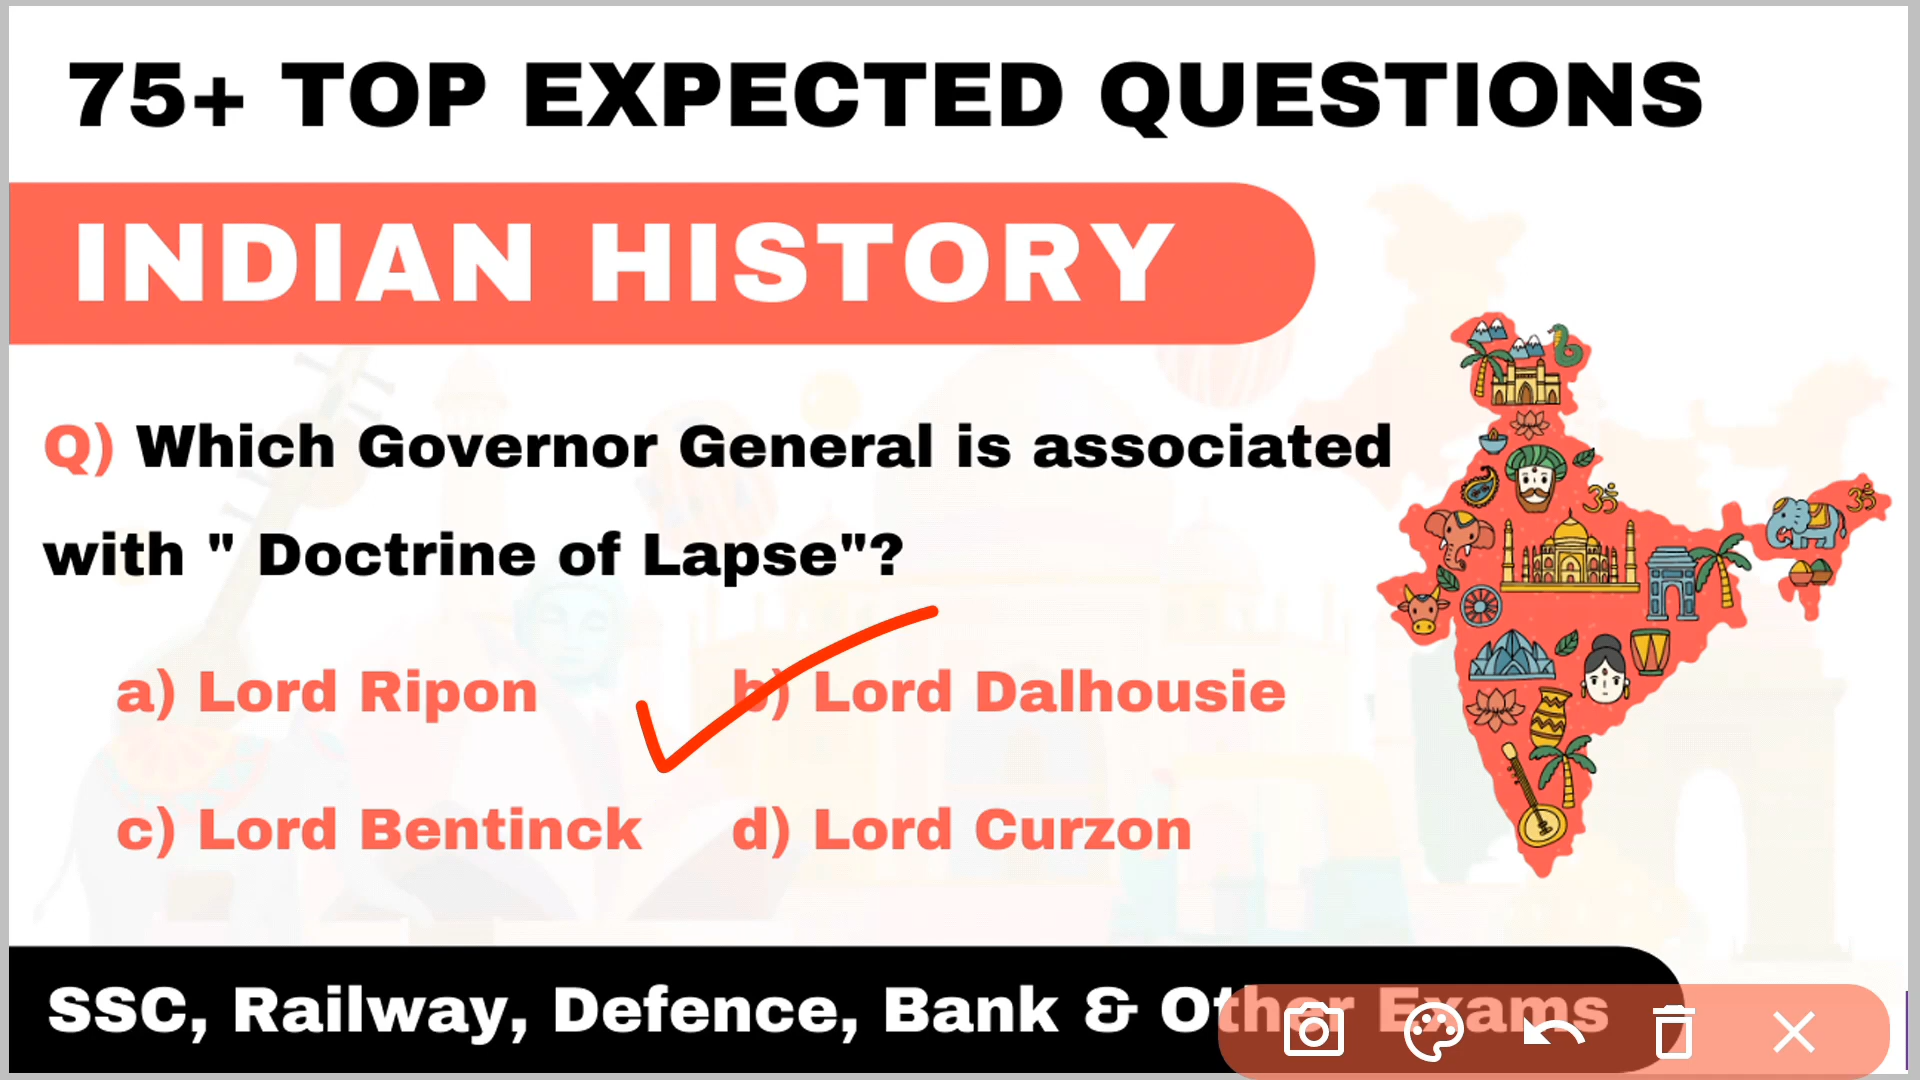 75+ TOP EXPECTED QUESTIONS
INDIAN HISTORY
Q) Which Governor General is associated
with " Doctrine of Lapse"?
a) Lord Ripon
b) Lord Dalhousie
c) Lord Bentinck
d) Lord Curzon
SSC, Railway, Defence, Bank & Other Exams
ॐ
ॐ